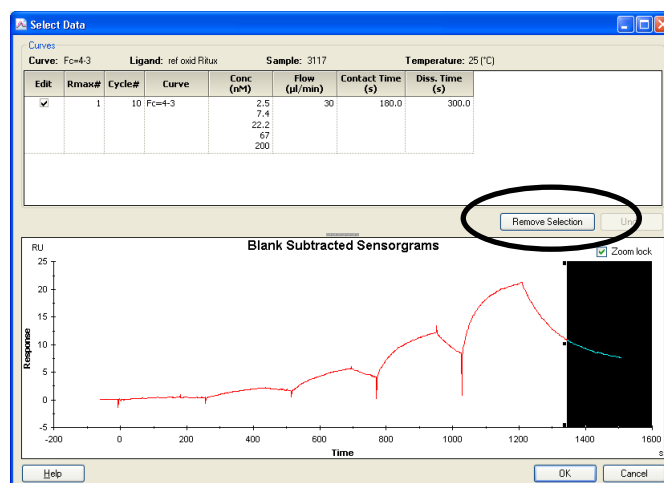 Select Data
Curves
Curve: Fc=4-3 Ligand: ref oxid Ritux Sample: 3117 Temperature: 25 (°C)
Edit Rmax# Cycle# Curve Conc (nM) Flow (µl/min) Contact Time (s) Diss. Time (s)
1 10 Fc=4-3 2.5 30 180.0 300.0
7.4
22.2
67
200
Remove Selection
RU
Blank Subtracted Sensorgrams
Zoom lock
25
20
15
10
5
0
-5
Response
-200 0 200 400 600 800 1000 1200 1400 1600
Time
s
Help OK Cancel